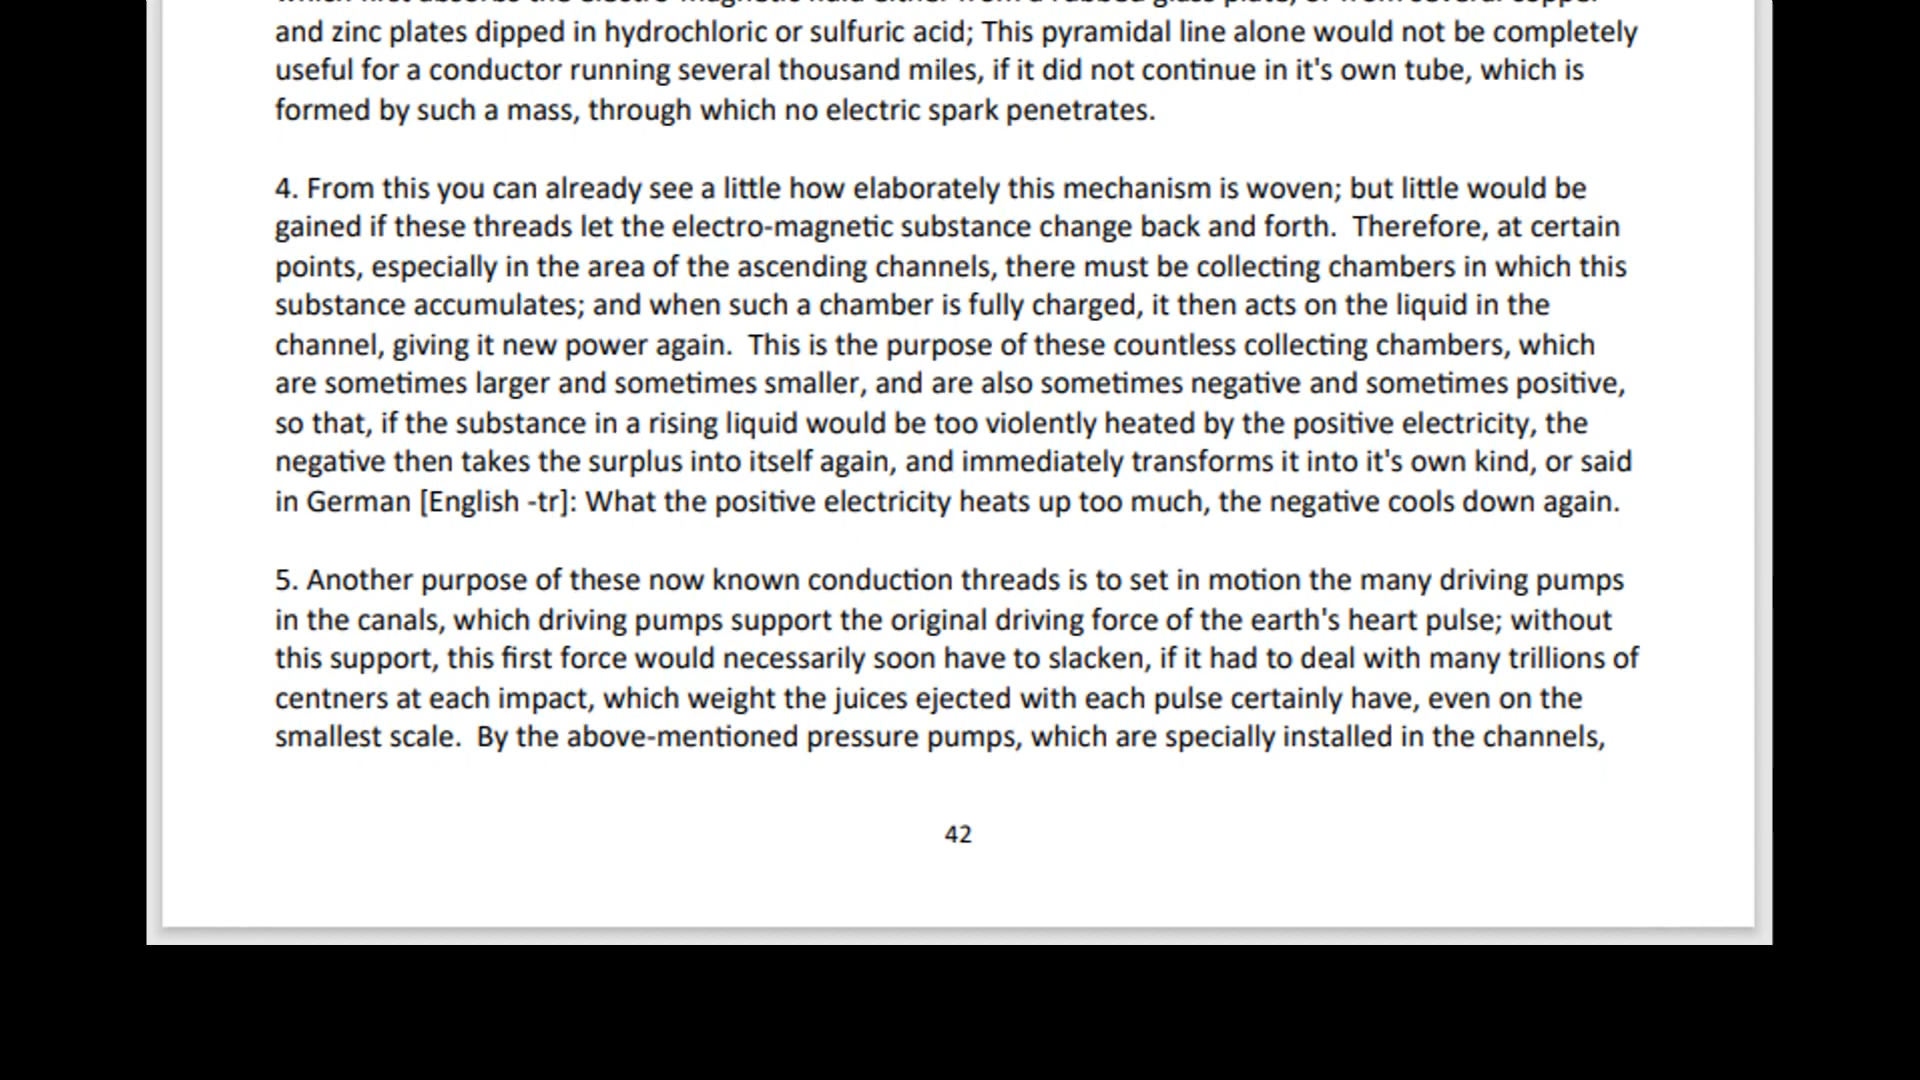 and zinc plates dipped in hydrochloric or sulfuric acid; This pyramidal line alone would not be completely
useful for a conductor running several thousand miles, if it did not continue in it's own tube, which is
formed by such a mass, through which no electric spark penetrates.
4. From this you can already see a little how elaborately this mechanism is woven; but little would be
gained if these threads let the electro-magnetic substance change back and forth.  Therefore, at certain
points, especially in the area of the ascending channels, there must be collecting chambers in which this
substance accumulates; and when such a chamber is fully charged, it then acts on the liquid in the
channel, giving it new power again.  This is the purpose of these countless collecting chambers, which
are sometimes larger and sometimes smaller, and are also sometimes negative and sometimes positive,
so that, if the substance in a rising liquid would be too violently heated by the positive electricity, the
negative then takes the surplus into itself again, and immediately transforms it into it's own kind, or said
in German [English -tr]: What the positive electricity heats up too much, the negative cools down again.
5. Another purpose of these now known conduction threads is to set in motion the many driving pumps
in the canals, which driving pumps support the original driving force of the earth's heart pulse; without
this support, this first force would necessarily soon have to slacken, if it had to deal with many trillions of
centners at each impact, which weight the juices ejected with each pulse certainly have, even on the
smallest scale.  By the above-mentioned pressure pumps, which are specially installed in the channels,
42